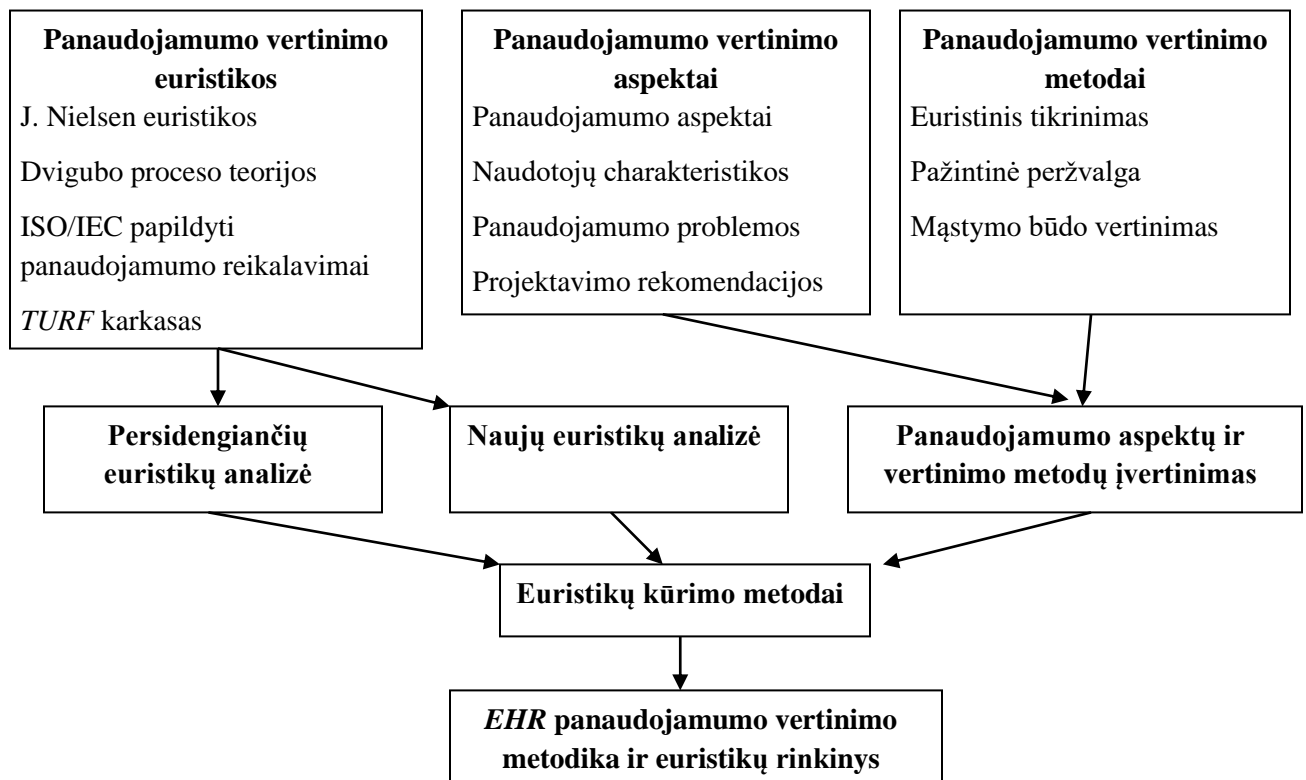 Panaudojamumo vertinimo
euristikos
J. Nielsen euristikos
Dvigubo proceso teorijos
ISO/IEC papildyti
panaudojamumo reikalavimai
TURF karkasas
Panaudojamumo vertinimo
aspektai
Panaudojamumo aspektai
Naudotojų charakteristikos
Panaudojamumo problemos
Projektavimo rekomendacijos
Panaudojamumo vertinimo
metodai
Euristinis tikrinimas
Pažintinė peržvalga
Mąstymo būdo vertinimas
Persidengiančių
euristikų analizė
Naujų euristikų analizė
Panaudojamumo aspektų ir
vertinimo metodų įvertinimas
Euristikų kūrimo metodai
EHR panaudojamumo vertinimo
metodika ir euristikų rinkinys